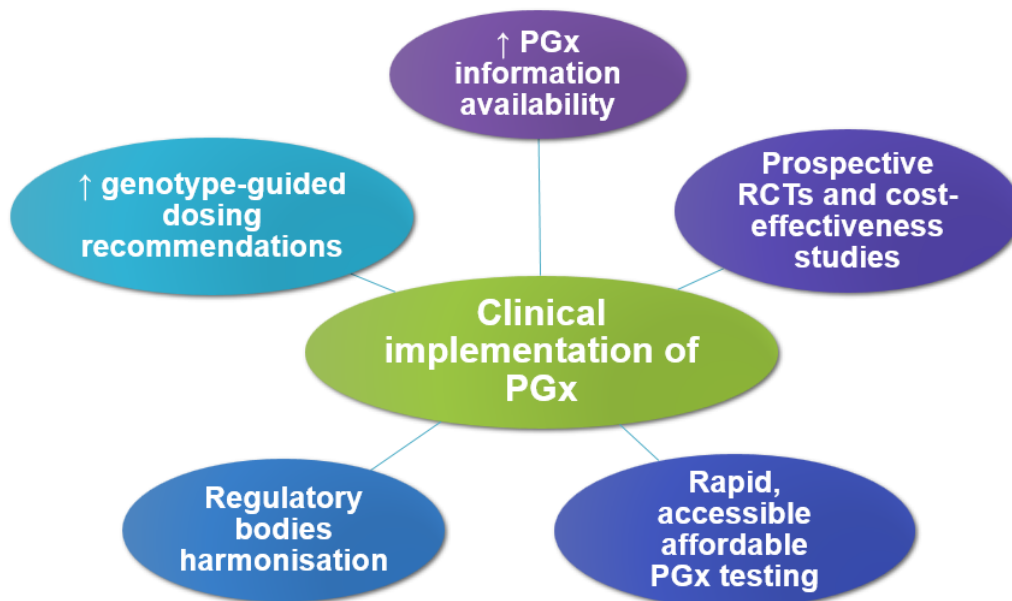 ↑ PGx
information
availability
↑ genotype-guided
dosing
recommendations
Prospective
RCTs and cost-
effectiveness
studies
Clinical
implementation of
PGx
Regulatory
bodies
harmonisation
Rapid,
accessible
affordable
PGx testing